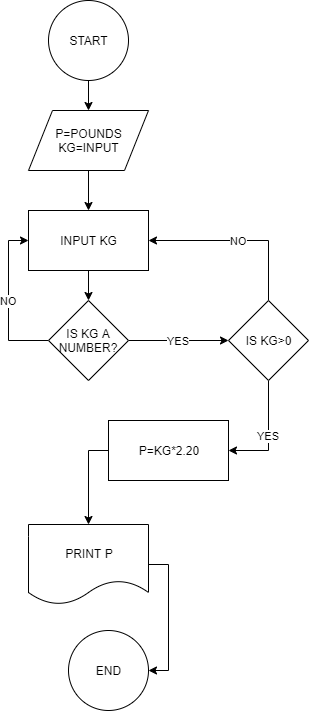 START
P=POUNDS
KG=INPUT
INPUT KG
NO
NO
IS KG A
NUMBER?
YES
IS KG>0
YES
P=KG*2.20
PRINT P
END